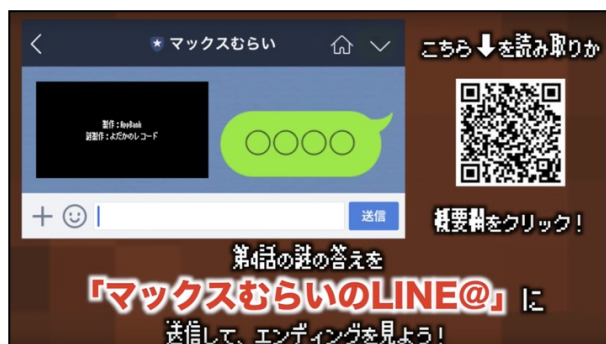 マックスむらい
こちら⬇を読み取りか
製作：AppBank
謎製作：よだかのレコード
〇〇〇〇
送信
概要欄をクリック！
第4話の謎の答えを
「マックスむらいのLINE@」に
送信して、エンディングを見よう！